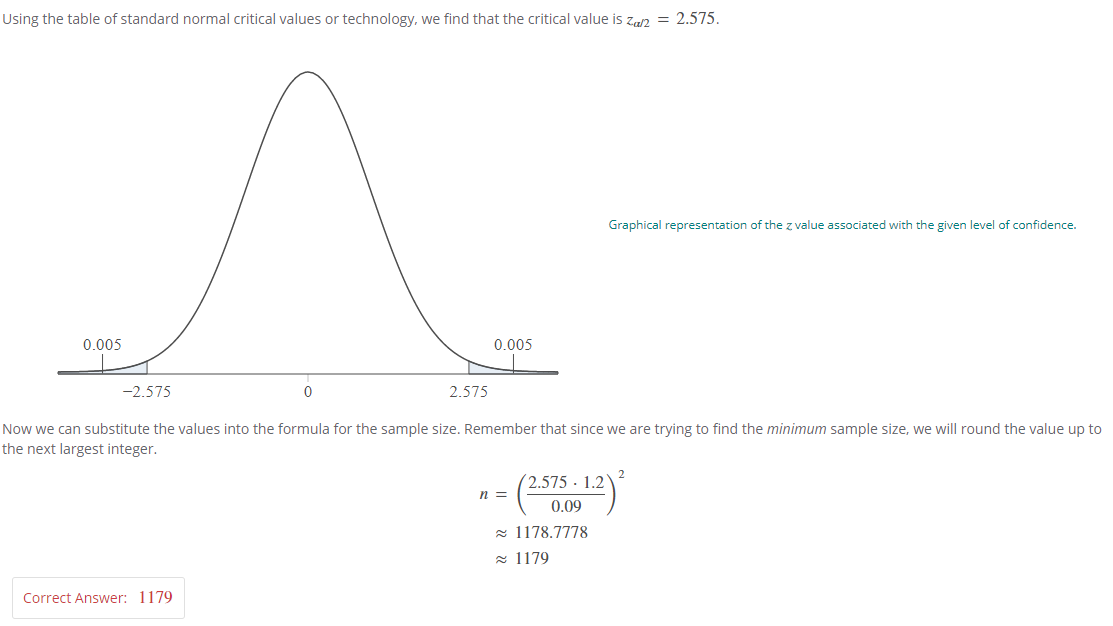 Using the table of standard normal critical values or technology, we find that the critical value is zα/2 = 2.575.
Graphical representation of the z value associated with the given level of confidence.
0.005
0.005
−2.575
0
2.575
Now we can substitute the values into the formula for the sample size. Remember that since we are trying to find the minimum sample size, we will round the value up to
the next largest integer.
n = (2.575 · 1.2 / 0.09)²
≈ 1178.7778
≈ 1179
Correct Answer: 1179